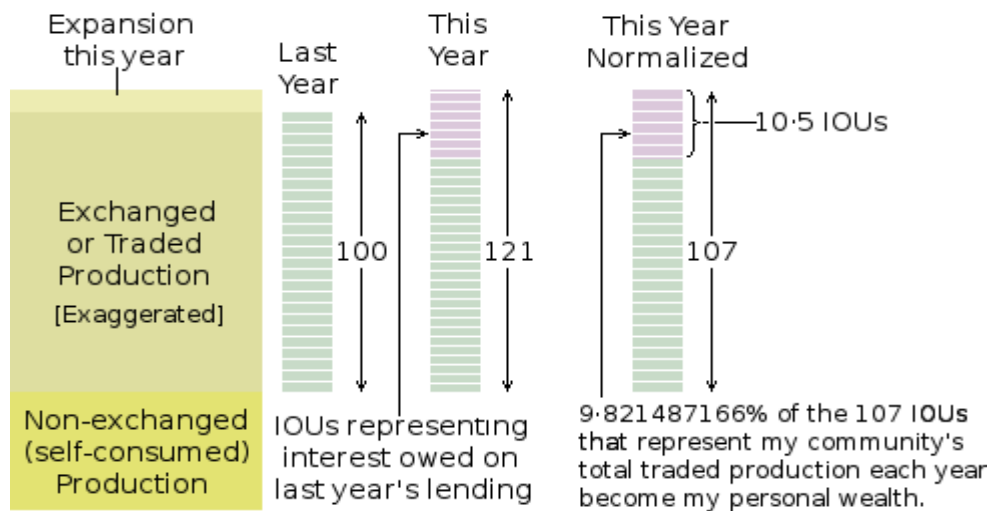 Expansion
this year
Last
Year
This
Year
This Year
Normalized
10·5 IOUs
Exchanged
or Traded
Production
[Exaggerated]
100
121
107
Non-exchanged
(self-consumed)
Production
IOUs representing
interest owed on
last year's lending
9·821487166% of the 107 IOUs
that represent my community's
total traded production each year
become my personal wealth.